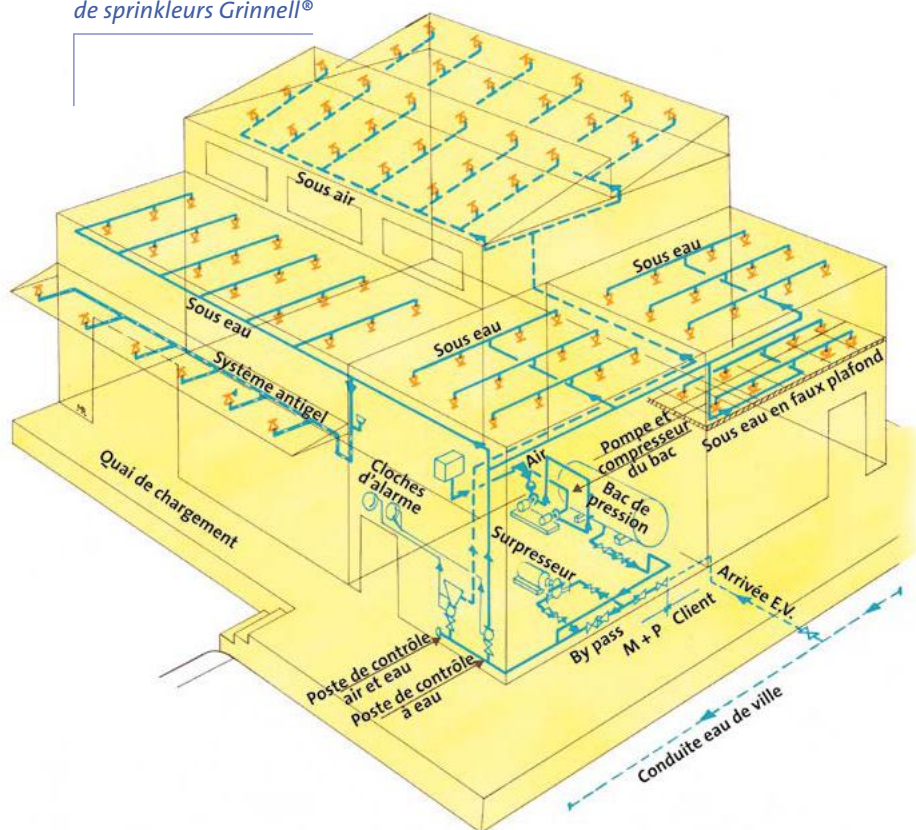 de sprinkleurs Grinnell®
Sous air
Sous eau
Sous eau
Sous eau
Système antigel
Sous eau en faux plafond
Pompe et
compresseur
du bac
Air
Bac de
pression
Cloches
d'alarme
Quai de chargement
Surpresseur
Arrivée E.V.
Client
M + P
By pass
Poste de contrôle
air et eau
Poste de contrôle
à eau
Conduite eau de ville